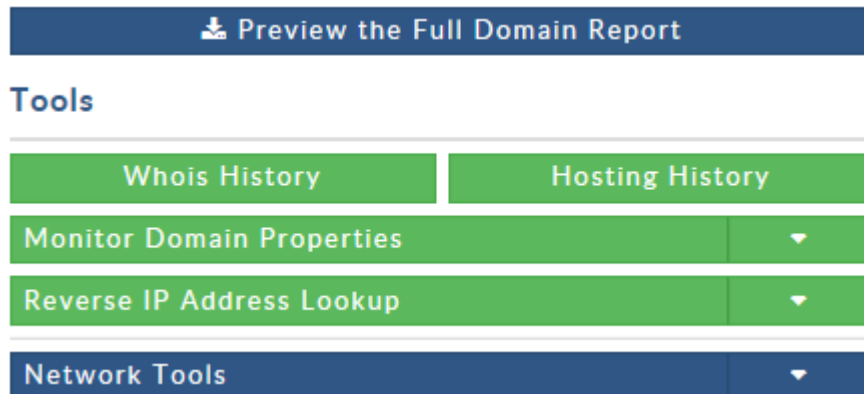 Preview the Full Domain Report
Tools
Whois History
Hosting History
Monitor Domain Properties
Reverse IP Address Lookup
Network Tools